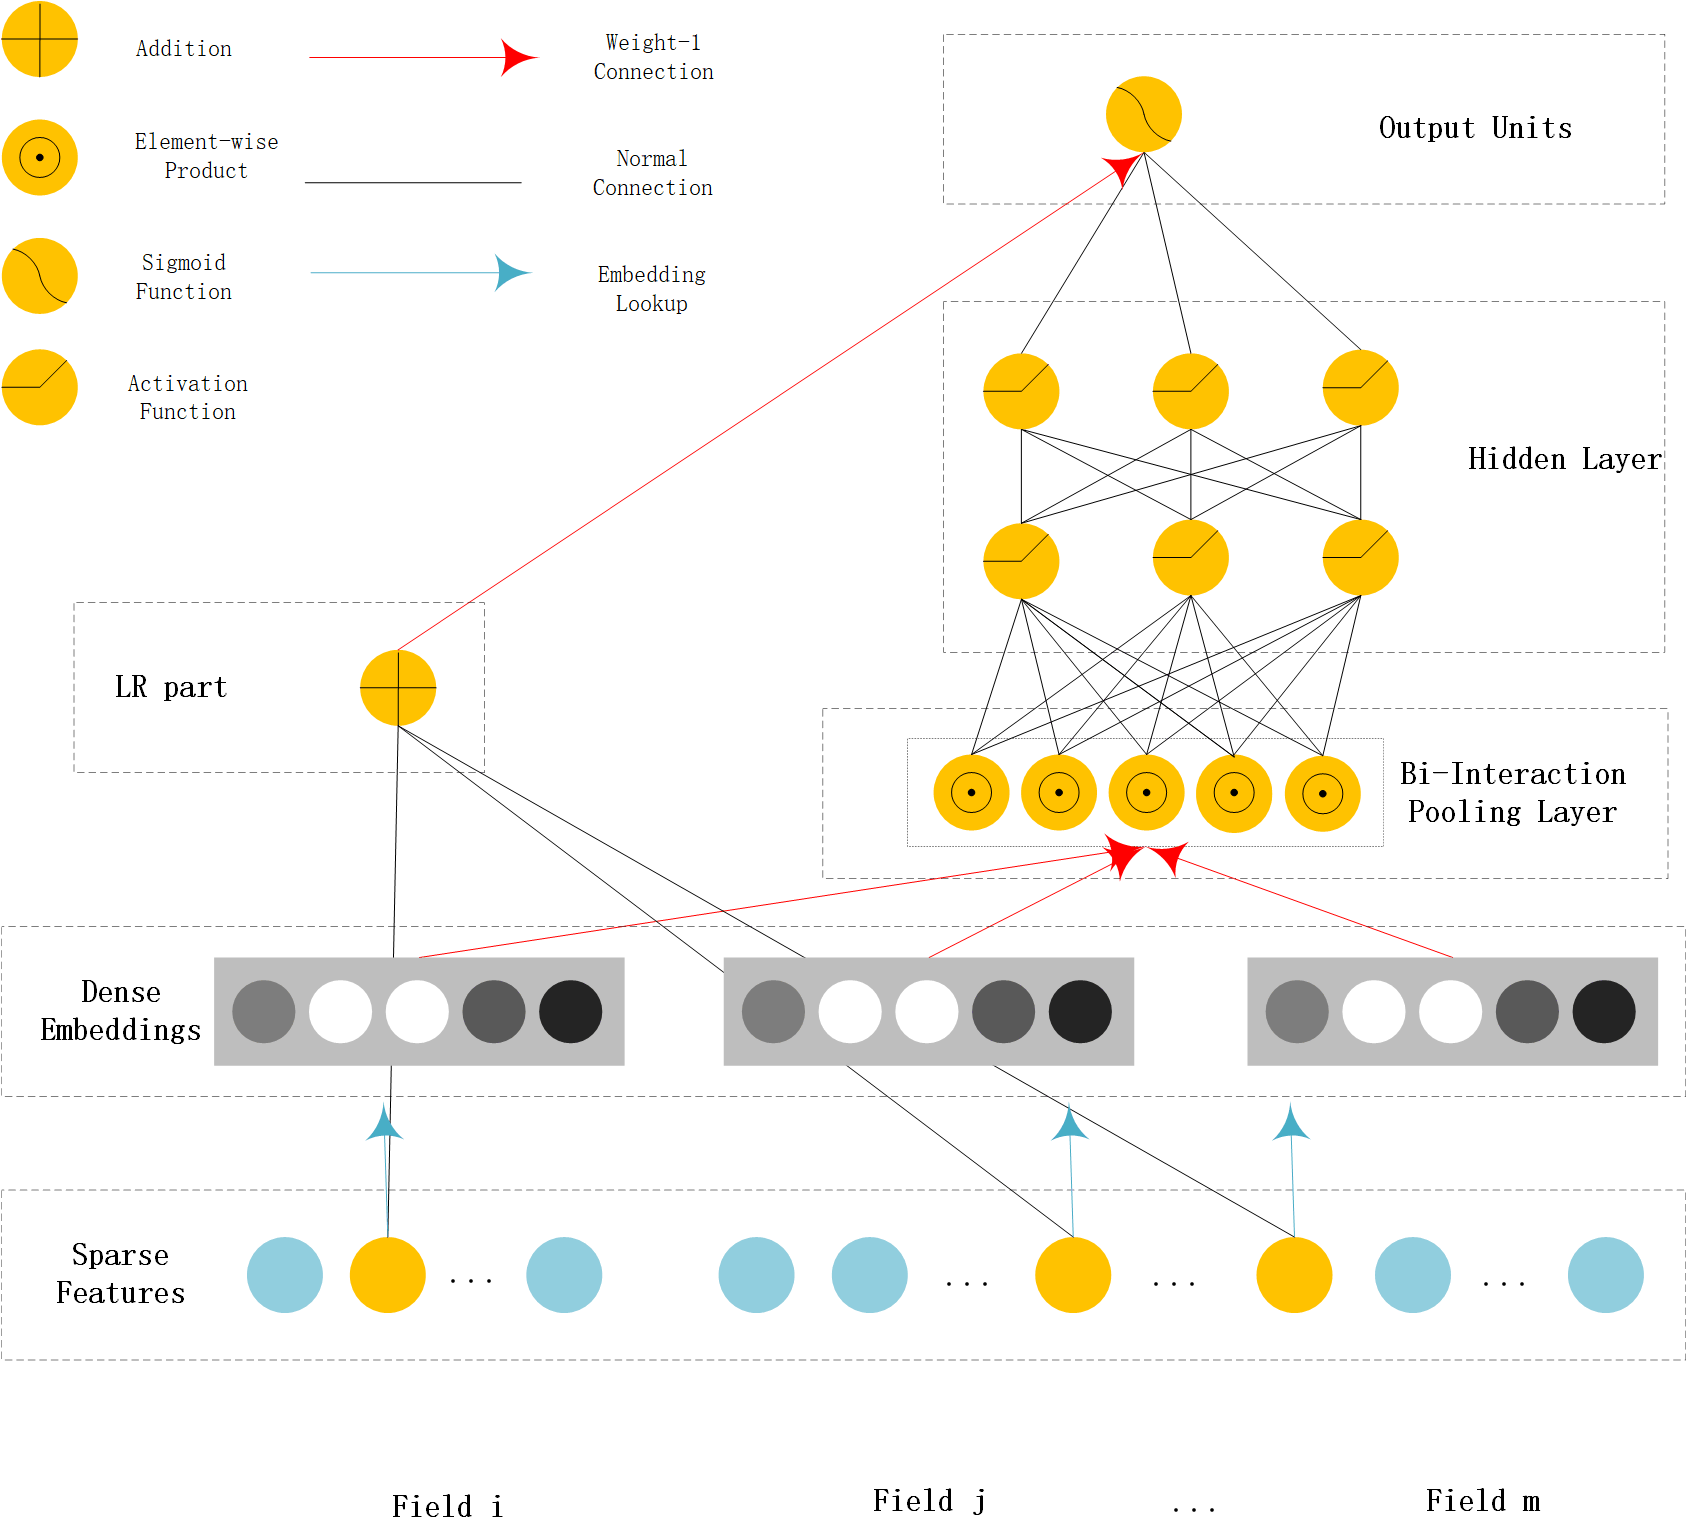 Addition
Weight-1
Connection
Element-wise
Product
Normal
Connection
Sigmoid
Function
Embedding
Lookup
Activation
Function
Output Units
Hidden Layer
LR part
Bi-Interaction
Pooling Layer
Dense
Embeddings
Sparse
Features
...
...
...
...
Field i
Field j
...
Field m